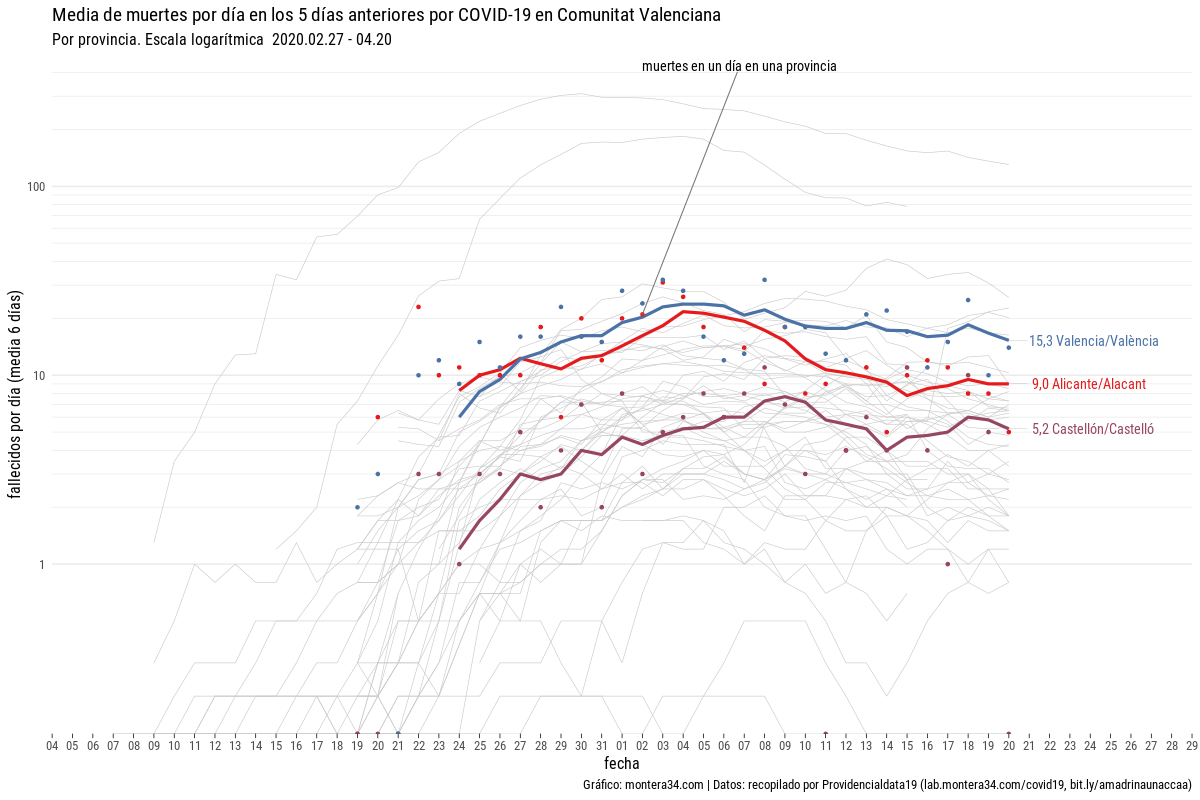 Media de muertes por día en los 5 días anteriores por COVID-19 en Comunitat Valenciana
Por provincia. Escala logarítmica 2020.02.27 - 04.20
muertes en un día en una provincia
fallecidos por día (media 6 días)
100
10
1
15,3 Valencia/València
9,0 Alicante/Alacant
5,2 Castellón/Castelló
04 05 06 07 08 09 10 11 12 13 14 15 16 17 18 19 20 21 22 23 24 25 26 27 28 29 30 31 01 02 03 04 05 06 07 08 09 10 11 12 13 14 15 16 17 18 19 20 21 22 23 24 25 26 27 28 29
fecha
Gráfico: montera34.com | Datos: recopilado por Providencialdata19 (lab.montera34.com/covid19, bit.ly/amadrinaunaccaa)